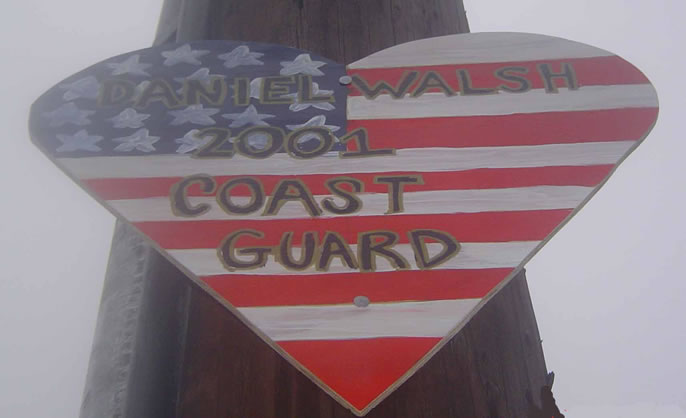 DANIEL WALSH
2001
COAST
GUARD